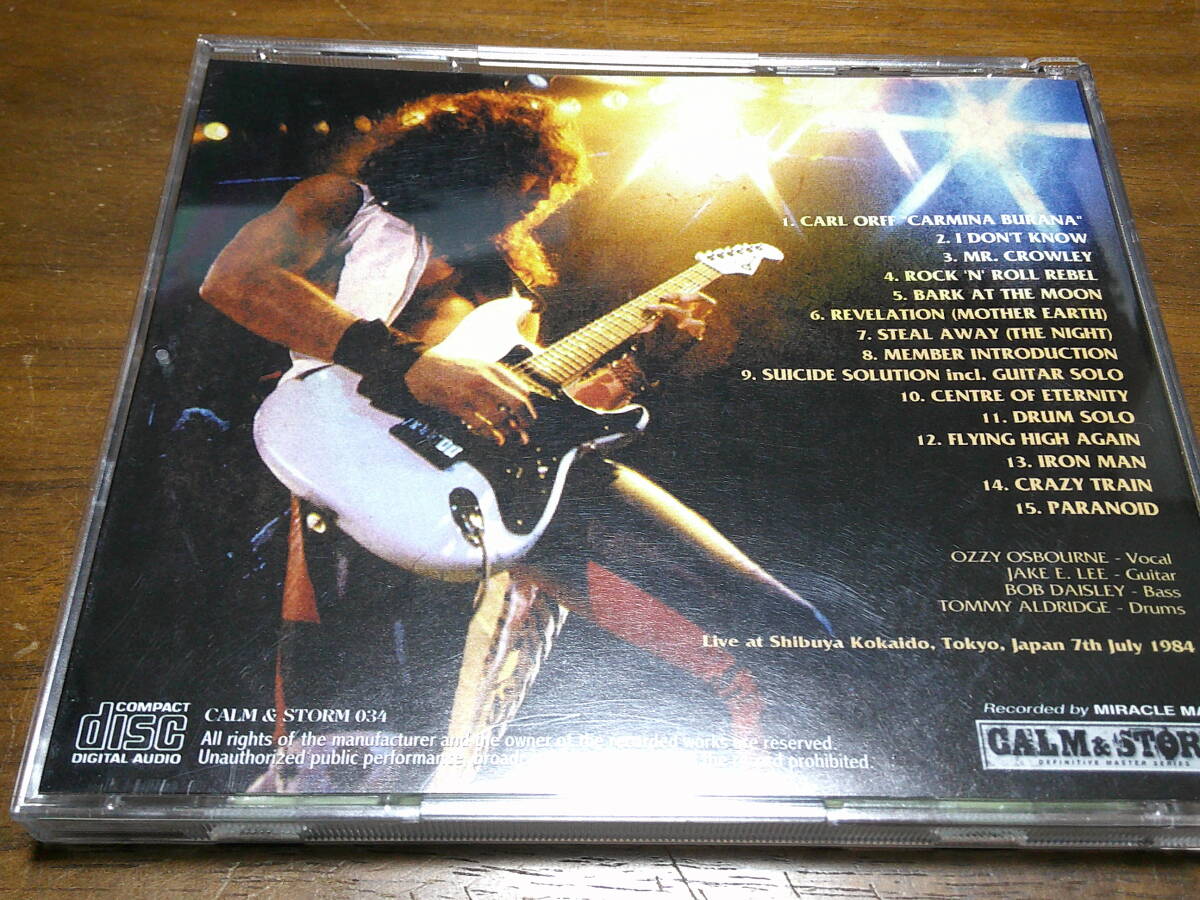 1. CARL ORFF "CARMINA BURANA"
2. I DON'T KNOW
3. MR. CROWLEY
4. ROCK 'N' ROLL REBEL
5. BARK AT THE MOON
6. REVELATION (MOTHER EARTH)
7. STEAL AWAY (THE NIGHT)
8. MEMBER INTRODUCTION
9. SUICIDE SOLUTION incl. GUITAR SOLO
10. CENTRE OF ETERNITY
11. DRUM SOLO
12. FLYING HIGH AGAIN
13. IRON MAN
14. CRAZY TRAIN
15. PARANOID
OZZY OSBOURNE - Vocal
JAKE E. LEE - Guitar
BOB DAISLEY - Bass
TOMMY ALDRIDGE - Drums
Live at Shibuya Kokaido, Tokyo, Japan 7th July 1984
COMPACT
disc
DIGITAL AUDIO
CALM & STORM 034
All rights of the manufacturer and the owner of the recorded works are reserved.
Unauthorized public performance, the record prohibited.
Recorded by MIRACLE
CALM & STOR
DEFINITIVE MASTER SERIES